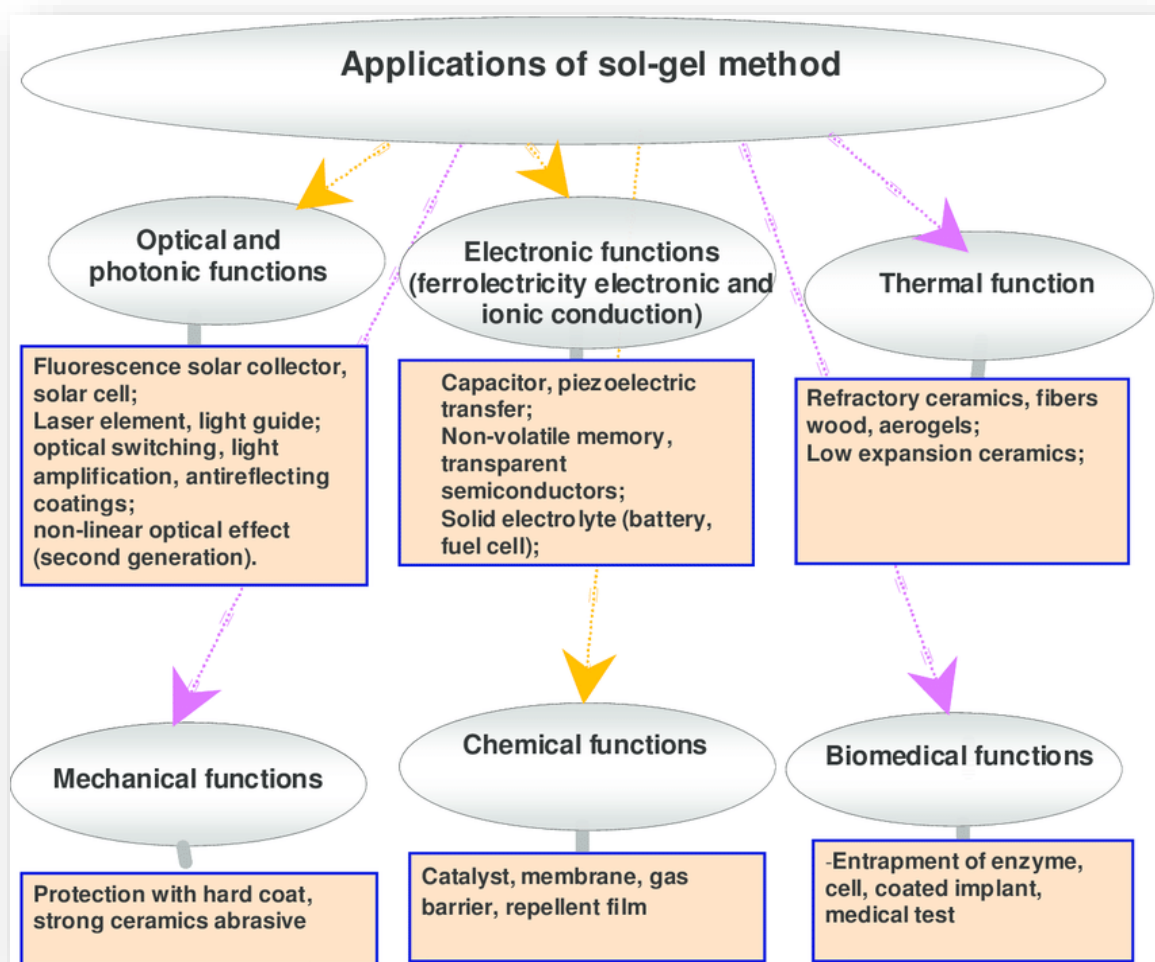 Applications of sol-gel method
Optical and
photonic functions
Electronic functions
(ferrolectricity electronic and
ionic conduction)
Thermal function
Fluorescence solar collector,
solar cell;
Laser element, light guide;
optical switching, light
amplification, antireflecting
coatings;
non-linear optical effect
(second generation).
Capacitor, piezoelectric
transfer;
Non-volatile memory,
transparent
semiconductors;
Solid electrolyte (battery,
fuel cell);
Refractory ceramics, fibers
wood, aerogels;
Low expansion ceramics;
Mechanical functions
Chemical functions
Biomedical functions
Protection with hard coat,
strong ceramics abrasive
Catalyst, membrane, gas
barrier, repellent film
-Entrapment of enzyme,
cell, coated implant,
medical test